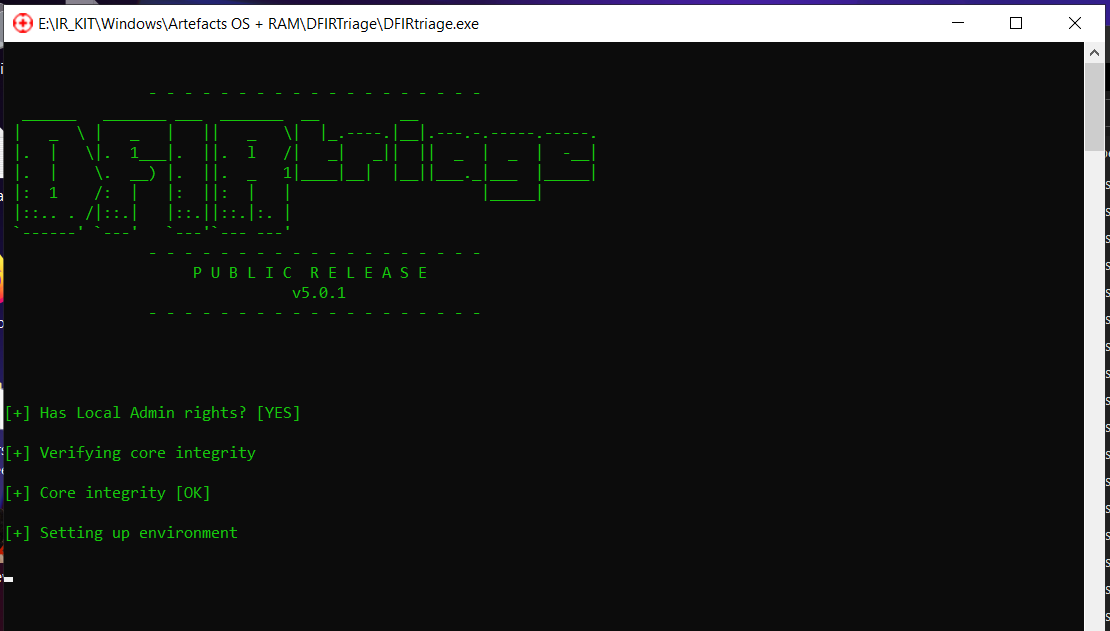 E:\IR_KIT\Windows\Artefacts OS + RAM\DFIRTriage\DFIRtriage.exe
DFIRtriage
P U B L I C  R E L E A S E
v5.0.1
[+] Has Local Admin rights? [YES]
[+] Verifying core integrity
[+] Core integrity [OK]
[+] Setting up environment